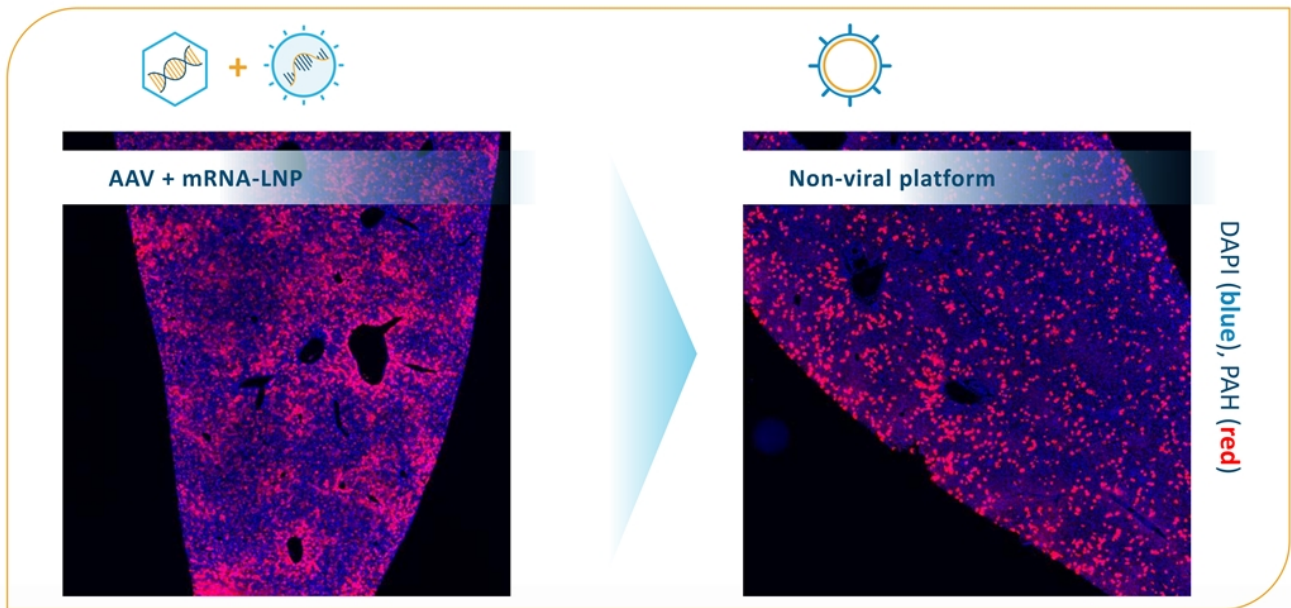 +
AAV + mRNA-LNP
Non-viral platform
DAPI (blue), PAH (red)